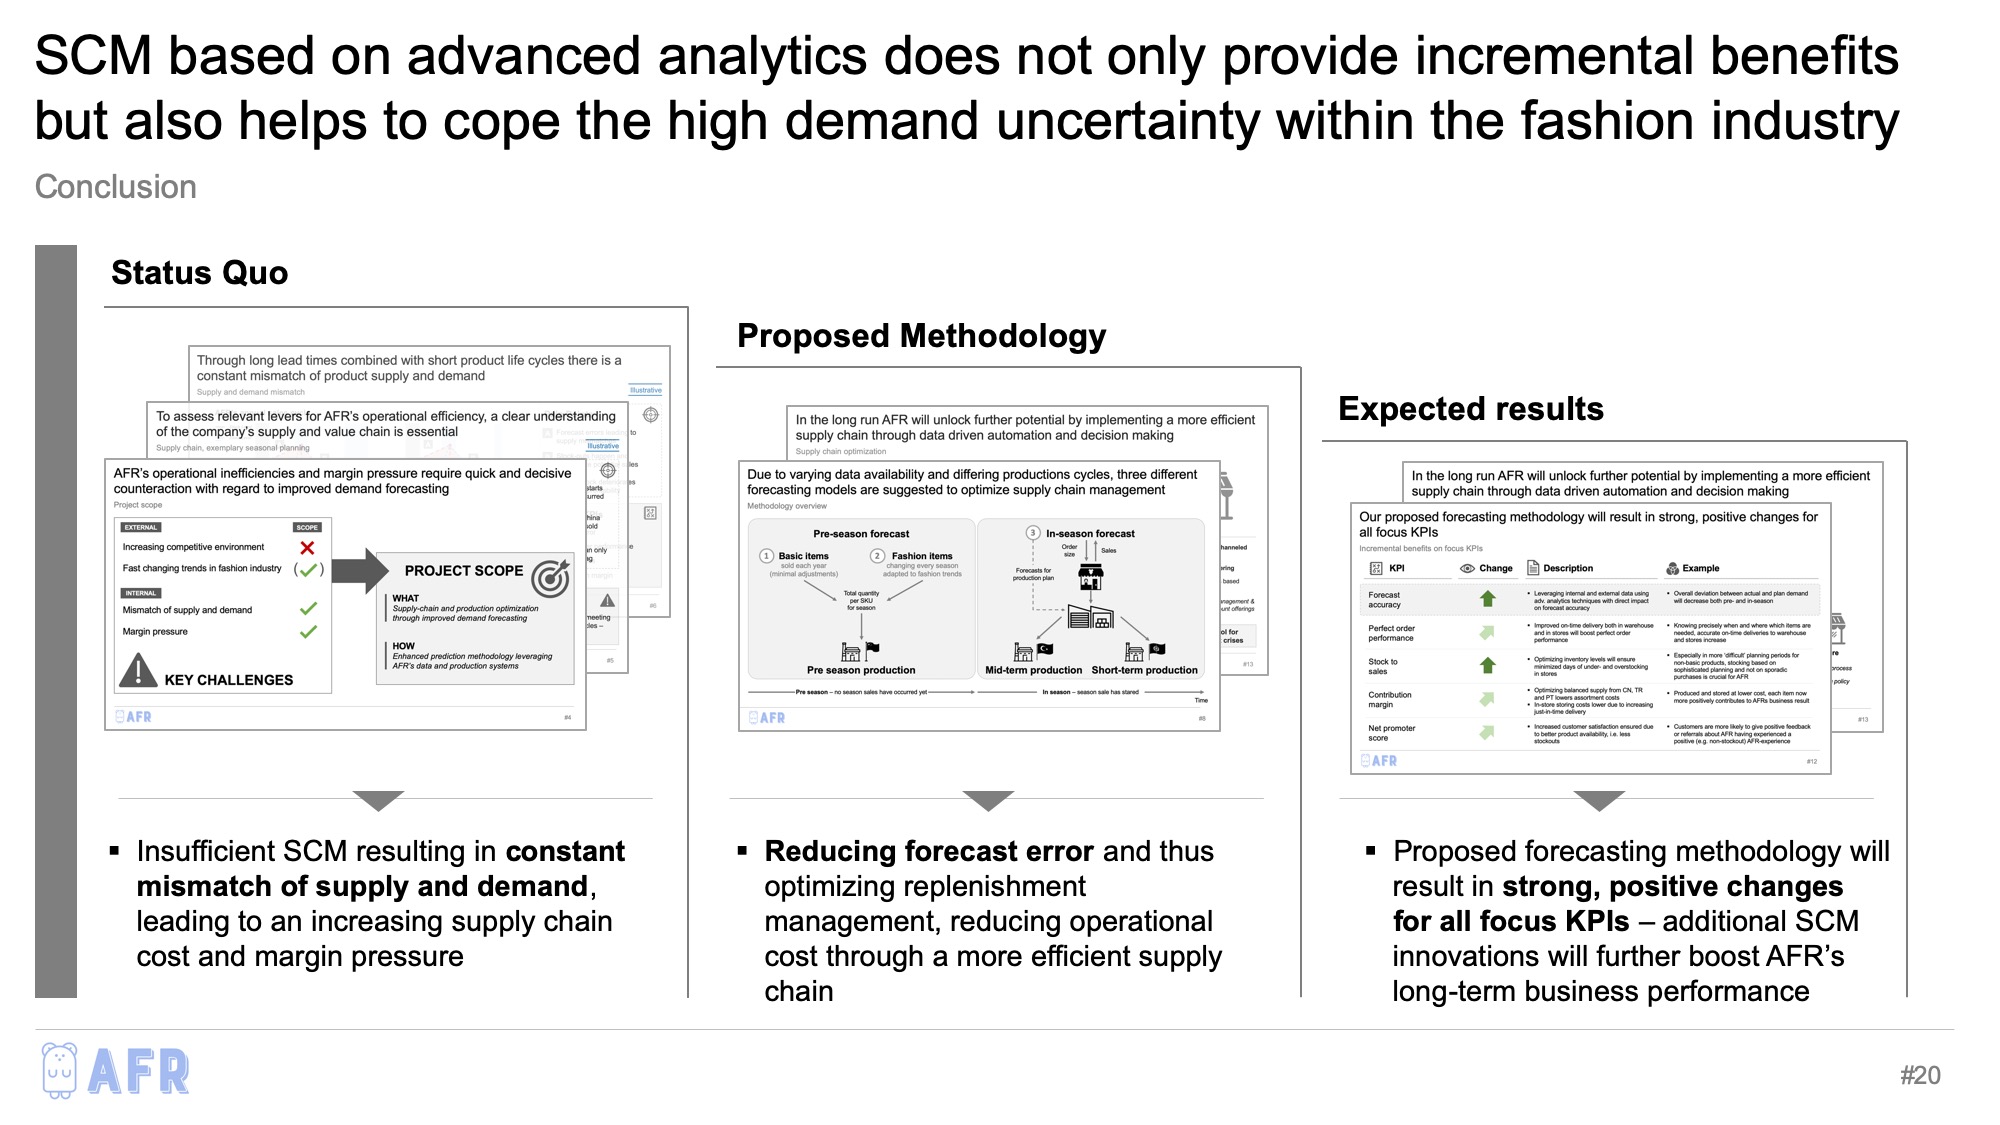 SCM based on advanced analytics does not only provide incremental benefits
but also helps to cope the high demand uncertainty within the fashion industry
Conclusion
Status Quo
Through long lead times combined with short product life cycles there is a
constant mismatch of product supply and demand
Supply and demand mismatch
Illustrative
To assess relevant levers for AFR's operational efficiency, a clear understanding
of the company's supply and value chain is essential
Supply chain, exemplary seasonal planning
Illustrative
AFR's operational inefficiencies and margin pressure require quick and decisive
counteraction with regard to improved demand forecasting
Project scope
EXTERNAL
SCOPE
Increasing competitive environment
Fast changing trends in fashion industry
INTERNAL
Mismatch of supply and demand
Margin pressure
KEY CHALLENGES
PROJECT SCOPE
WHAT
Supply-chain and production optimization
through improved demand forecasting
HOW
Enhanced prediction methodology leveraging
AFR's data and production systems
AFR
#4
#5
#6
▪ Insufficient SCM resulting in constant
mismatch of supply and demand,
leading to an increasing supply chain
cost and margin pressure
Proposed Methodology
In the long run AFR will unlock further potential by implementing a more efficient
supply chain through data driven automation and decision making
Supply chain optimization
Due to varying data availability and differing productions cycles, three different
forecasting models are suggested to optimize supply chain management
Methodology overview
Pre-season forecast
1 Basic items
sold each year
(minimal adjustments)
2 Fashion items
changing every season
adapted to fashion trends
Total quantity
per SKU
for season
Pre season production
3 In-season forecast
Order
size
Sales
Forecasts for
production plan
Mid-term production
Short-term production
Pre season – no season sales have occurred yet
In season – season sale has stared
Time
AFR
#8
#13
▪ Reducing forecast error and thus
optimizing replenishment
management, reducing operational
cost through a more efficient supply
chain
Expected results
In the long run AFR will unlock further potential by implementing a more efficient
supply chain through data driven automation and decision making
Our proposed forecasting methodology will result in strong, positive changes for
all focus KPIs
Incremental benefits on focus KPIs
KPI
Change
Description
Example
Forecast
accuracy
▪ Leveraging internal and external data using
adv. analytics techniques with direct impact
on forecast accuracy
▪ Overall deviation between actual and plan demand
will decrease both pre- and in-season
Perfect order
performance
▪ Improved on-time delivery both in warehouse
and in stores will boost perfect order
performance
▪ Knowing precisely when and where which items are
needed, accurate on-time deliveries to warehouse
and stores increase
Stock to
sales
▪ Optimizing inventory levels will ensure
minimized days of under- and overstocking
in stores
▪ Especially in more 'difficult' planning periods for
non-basic products, stocking based on
sophisticated planning and not on sporadic
purchases is crucial for AFR
Contribution
margin
▪ Optimizing balanced supply from CN, TR
and PT lowers assortment costs
▪ In-store storing costs lower due to increasing
just-in-time delivery
▪ Produced and stored at lower cost, each item now
more positively contributes to AFRs business result
Net promoter
score
▪ Increased customer satisfaction ensured due
to better product availability, i.e. less
stockouts
▪ Customers are more likely to give positive feedback
or referrals about AFR having experienced a
positive (e.g. non-stockout) AFR-experience
AFR
#12
#13
▪ Proposed forecasting methodology will
result in strong, positive changes
for all focus KPIs – additional SCM
innovations will further boost AFR's
long-term business performance
AFR
#20